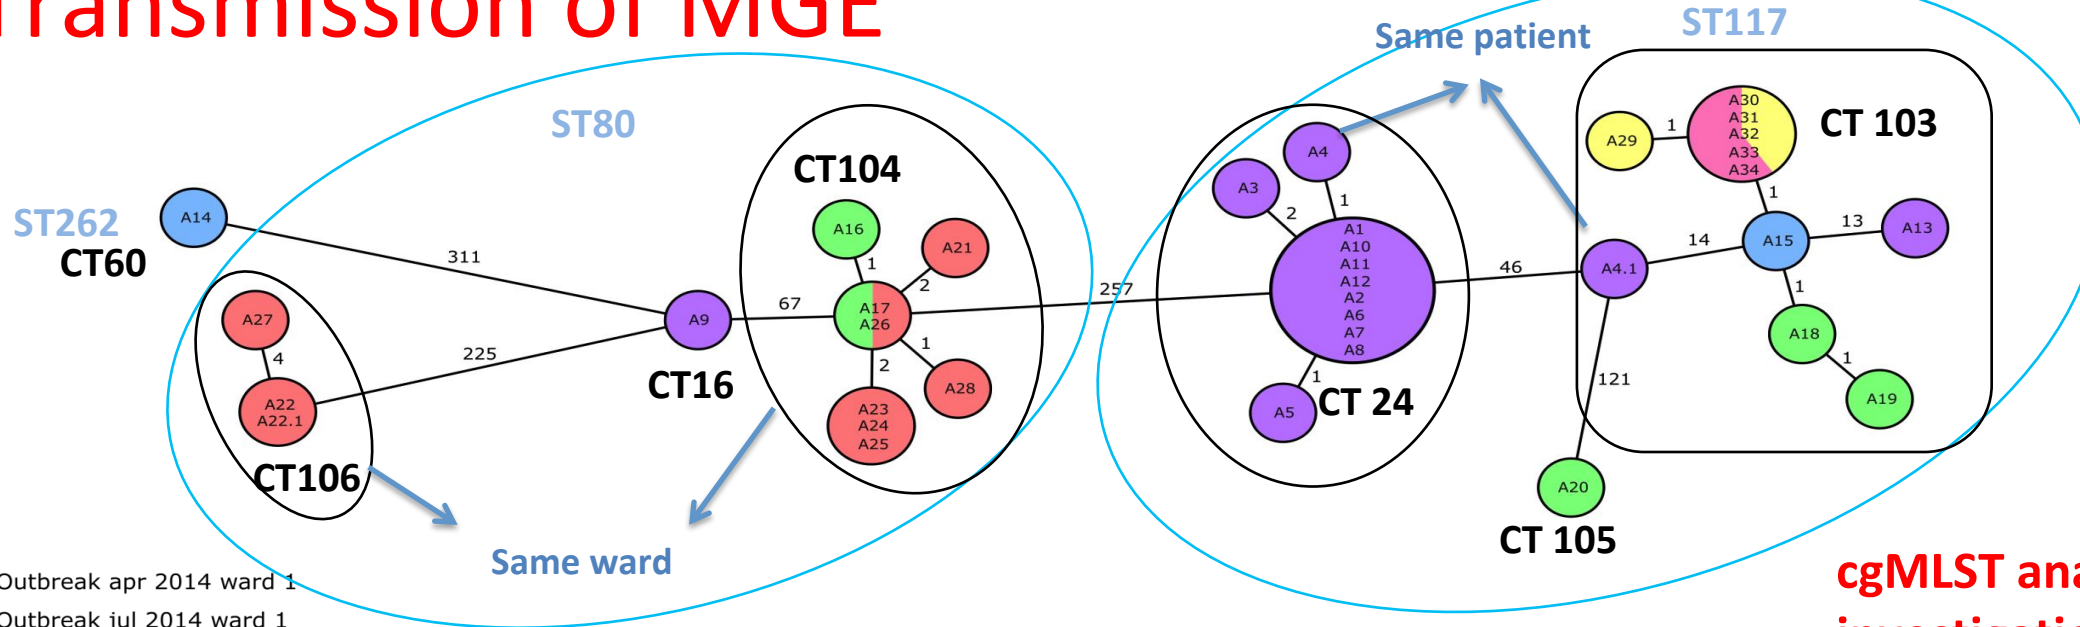 Transmission of MGE
ST117
Same patient
ST80
ST262
CT60
A14
311
A27
4
A22
A22.1
225
CT106
A9
67
CT16
CT104
A16
1
A21
2
A17
A26
1
A28
2
A23
A24
A25
257
Same ward
A4
A3
1
2
A1
A10
A11
A12
A2
A6
A7
A8
1
A5
CT 24
46
A4.1
14
121
A20
CT 105
A29
1
A30
A31
A32
A33
A34
CT 103
1
A15
13
A13
1
A18
1
A19
Outbreak apr 2014 ward 1
Outbreak jul 2014 ward 1
cgMLST